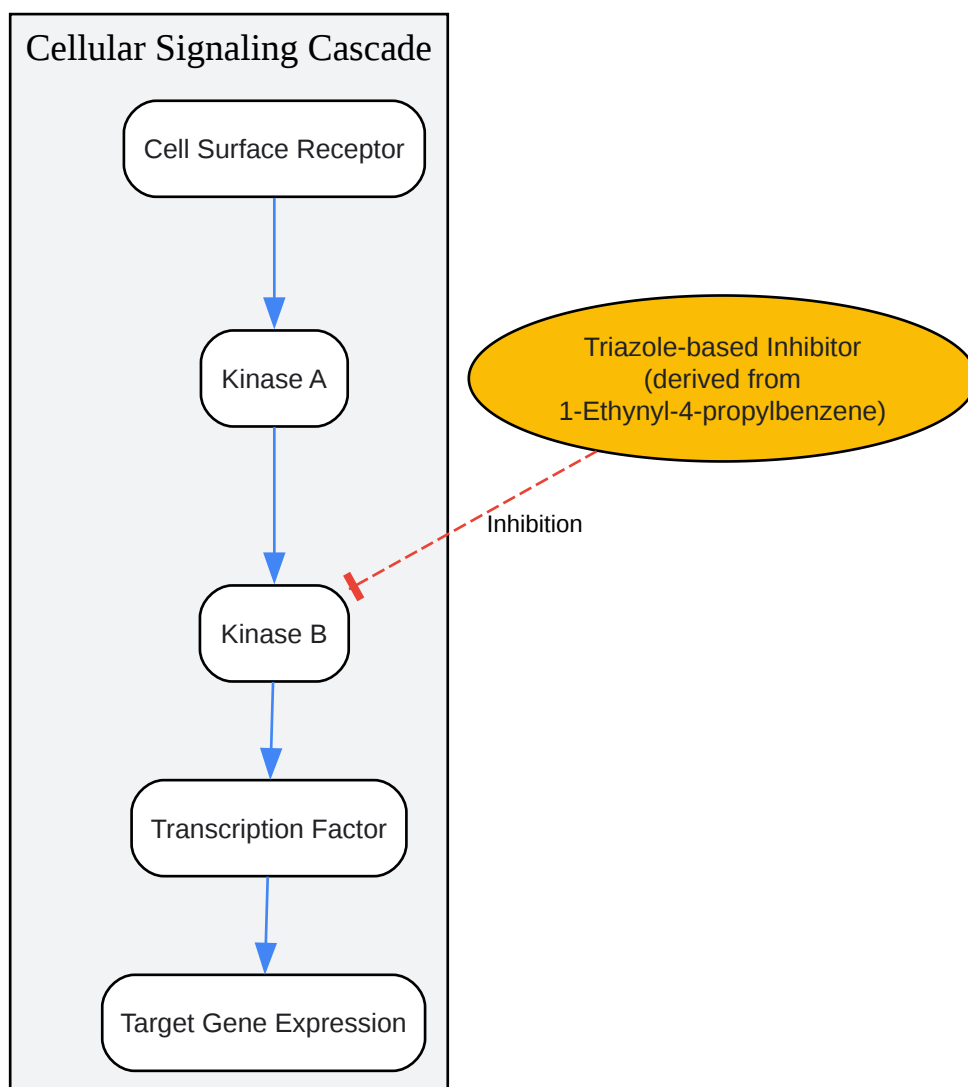 Cellular Signaling Cascade
Cell Surface Receptor
Kinase A
Triazole-based Inhibitor
(derived from
1-Ethynyl-4-propylbenzene)
Inhibition
Kinase B
Transcription Factor
Target Gene Expression